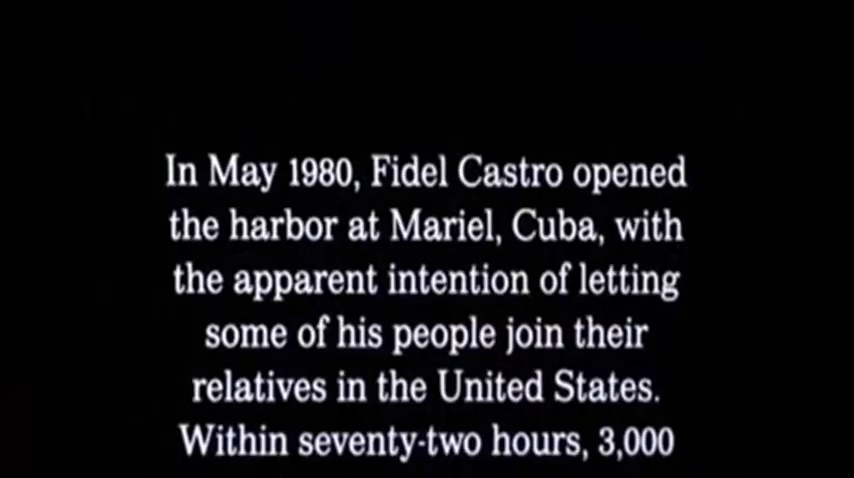 In May 1980, Fidel Castro opened
the harbor at Mariel, Cuba, with
the apparent intention of letting
some of his people join their
relatives in the United States.
Within seventy-two hours, 3,000